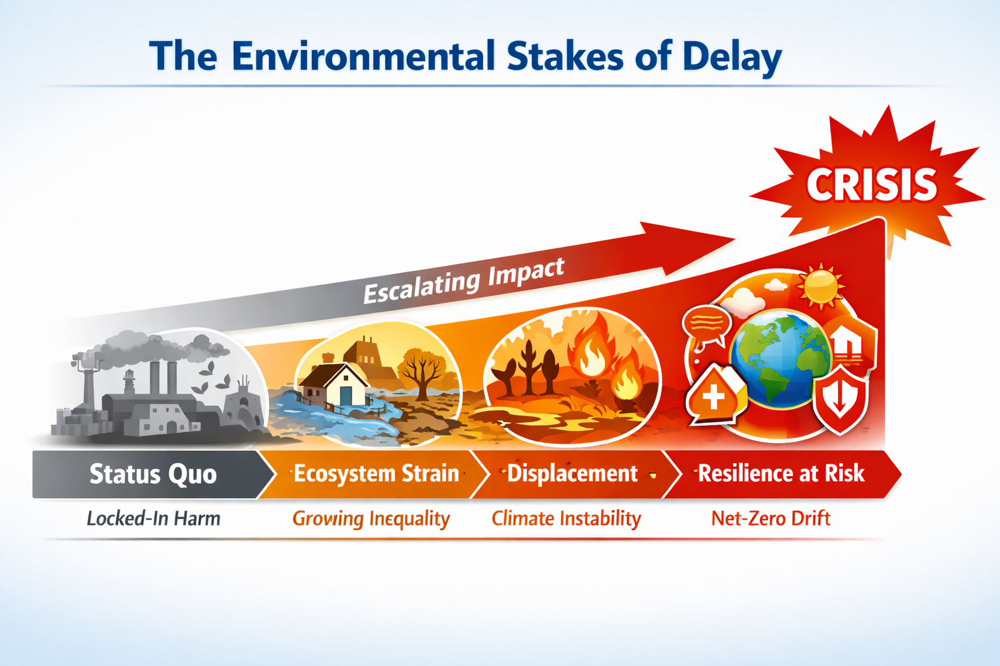 The Environmental Stakes of Delay
CRISIS
Escalating Impact
Status Quo
Ecosystem Strain
Displacement
Resilience at Risk
Locked-In Harm
Growing Incquality
Climate Instability
Net-Zero Drift